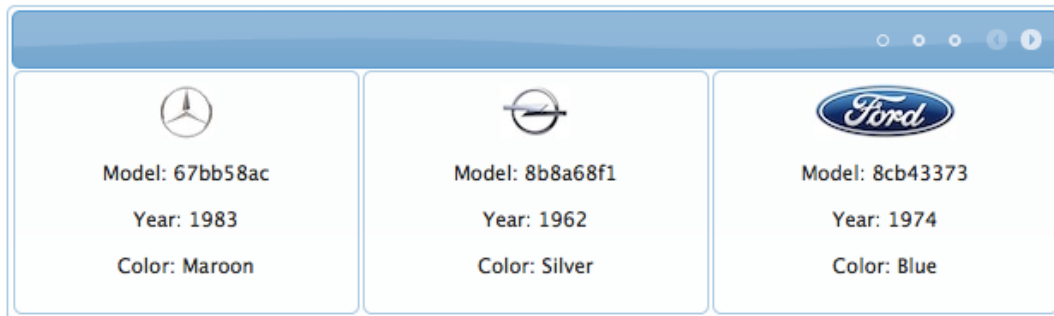 Ford
Model: 67bb58ac
Model: 8b8a68f1
Model: 8cb43373
Year: 1983
Year: 1962
Year: 1974
Color: Maroon
Color: Silver
Color: Blue